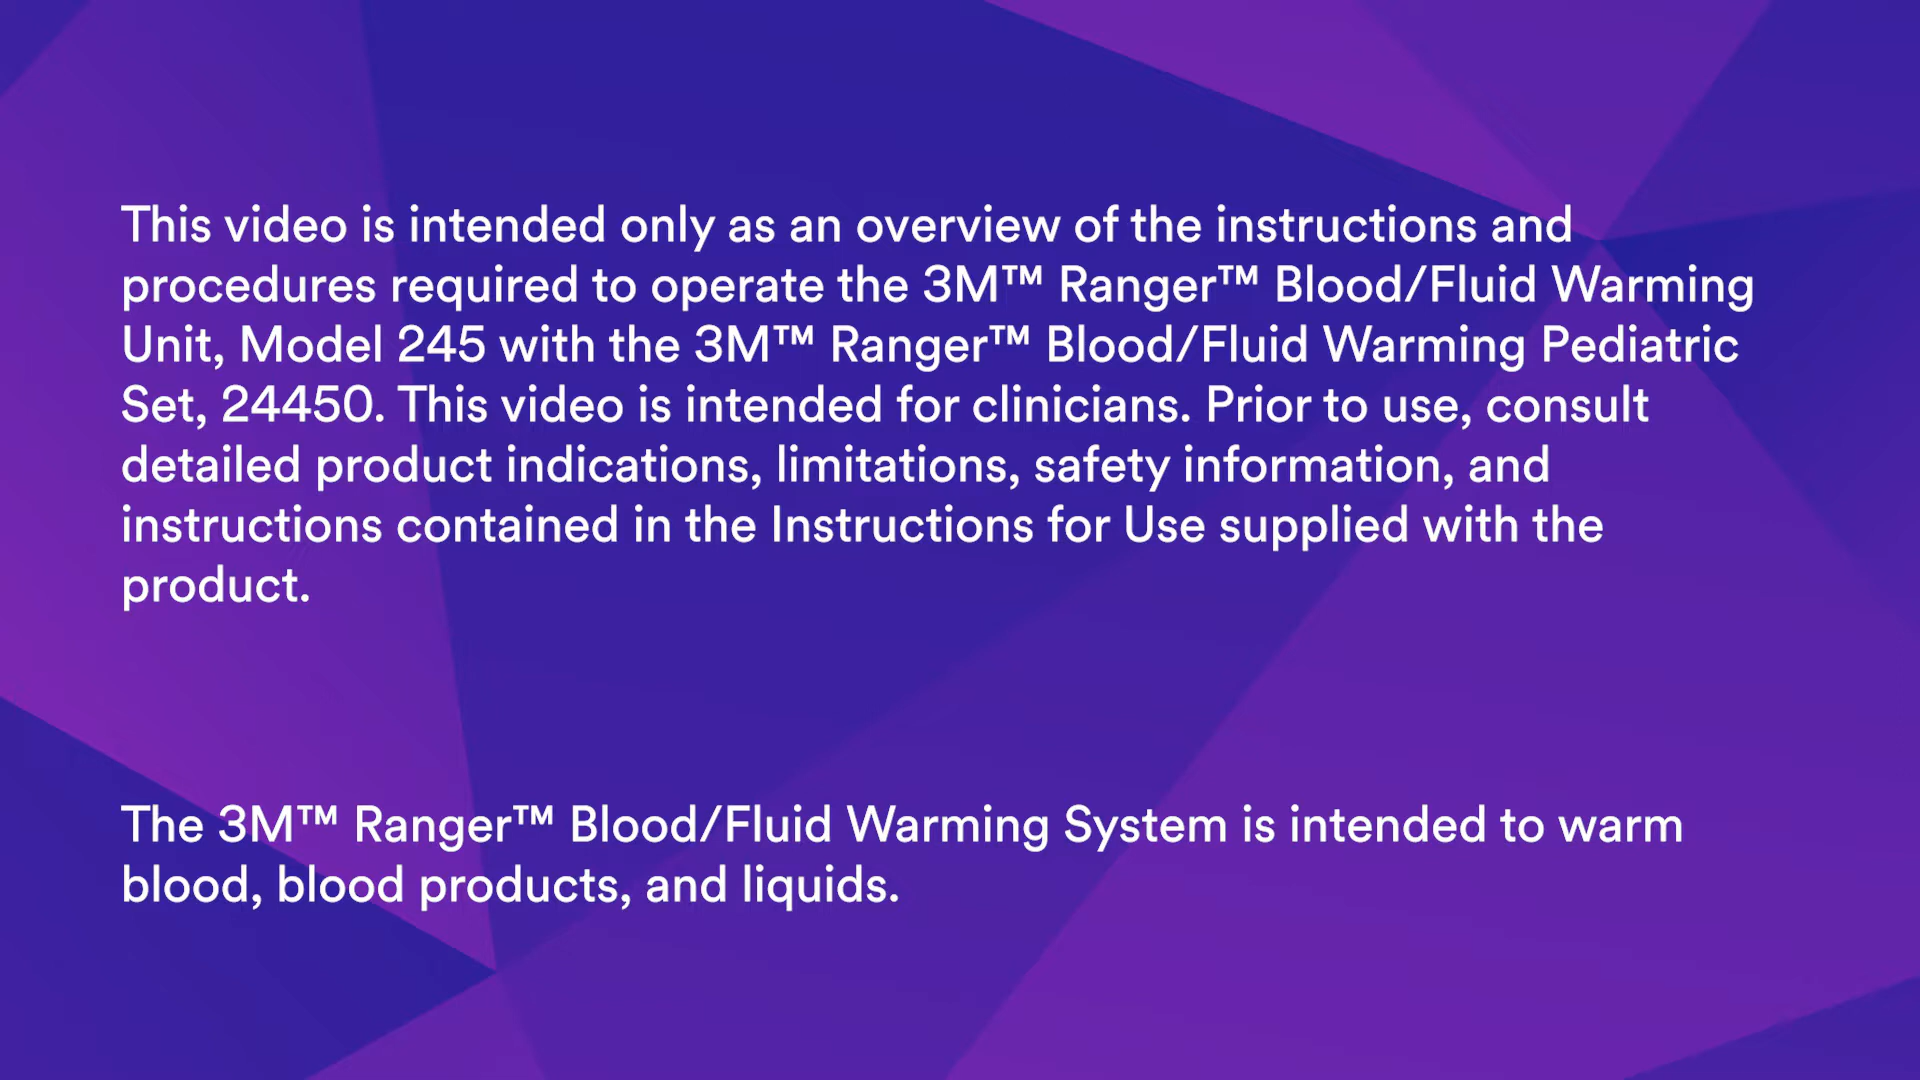 This video is intended only as an overview of the instructions and
procedures required to operate the 3M™ Ranger™ Blood/Fluid Warming
Unit, Model 245 with the 3M™ Ranger™ Blood/Fluid Warming Pediatric
Set, 24450. This video is intended for clinicians. Prior to use, consult
detailed product indications, limitations, safety information, and
instructions contained in the Instructions for Use supplied with the
product.
The 3M™ Ranger™ Blood/Fluid Warming System is intended to warm
blood, blood products, and liquids.